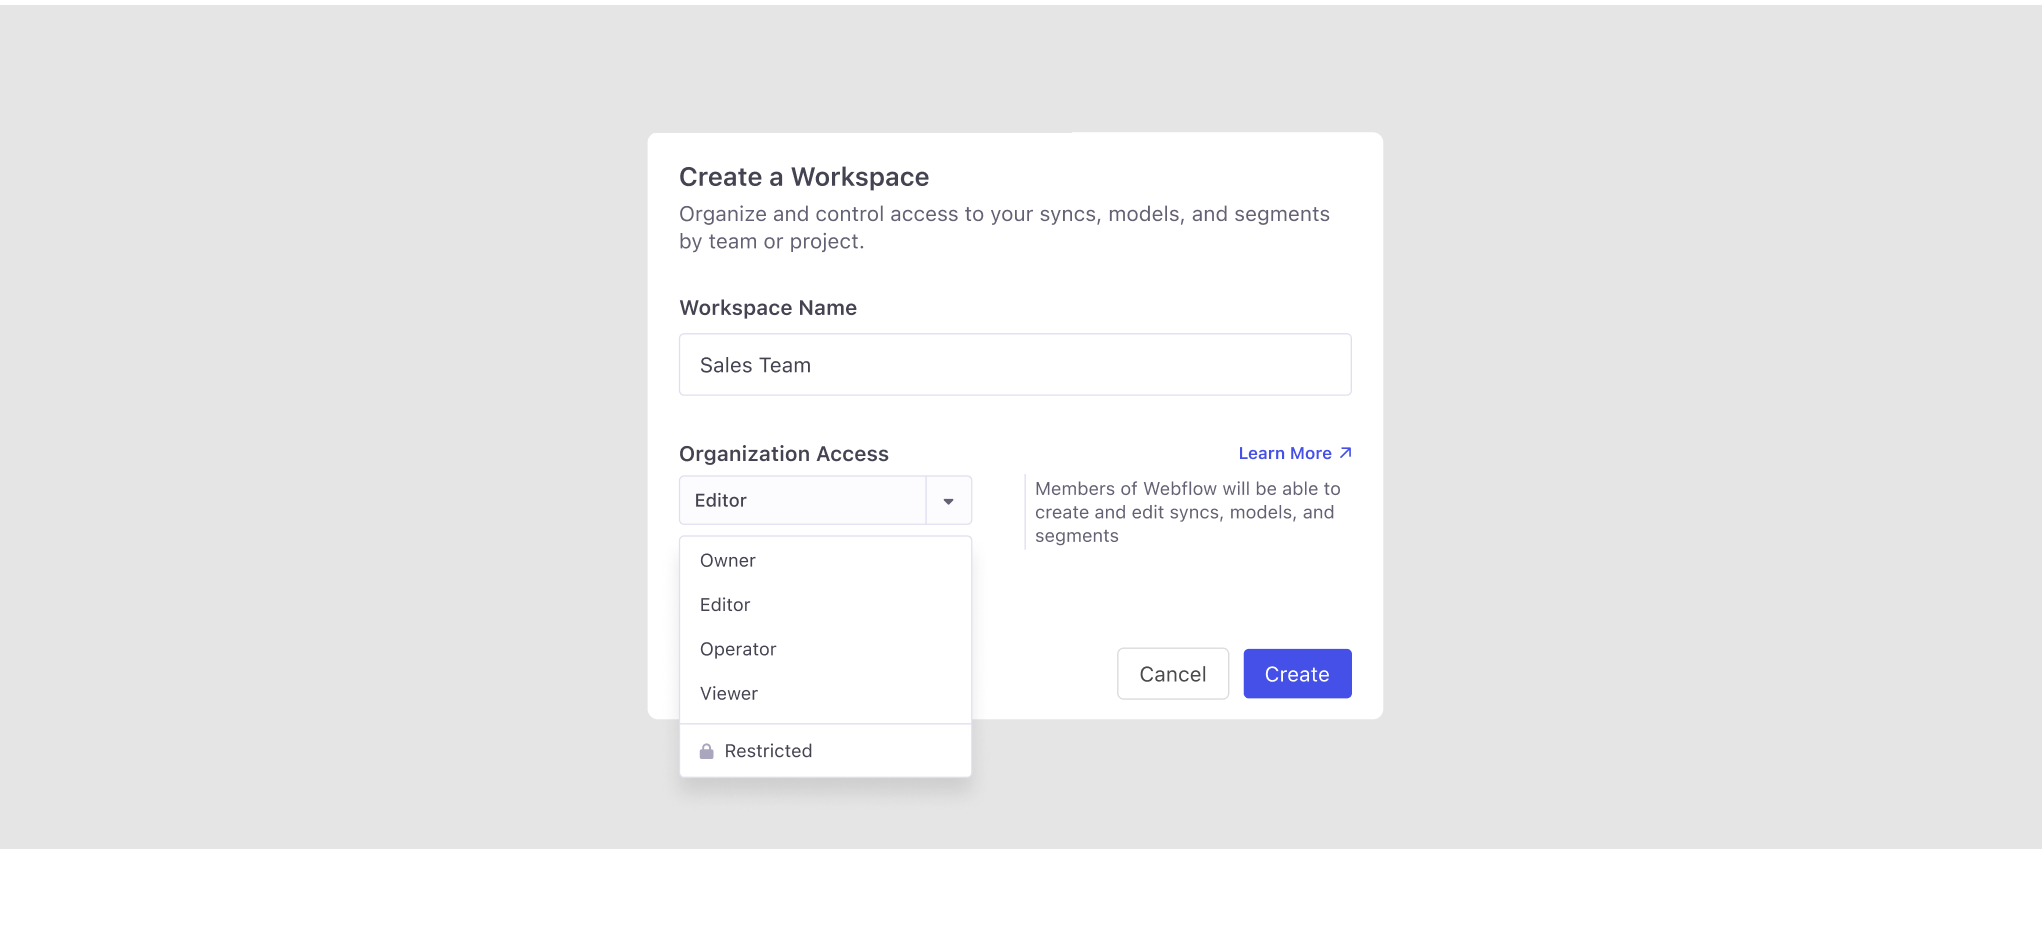 Create a Workspace
Organize and control access to your syncs, models, and segments
by team or project.
Workspace Name
Sales Team
Organization Access
Learn More
Editor
Members of Webflow will be able to
create and edit syncs, models, and
segments
Owner
Editor
Operator
Viewer
Restricted
Cancel
Create